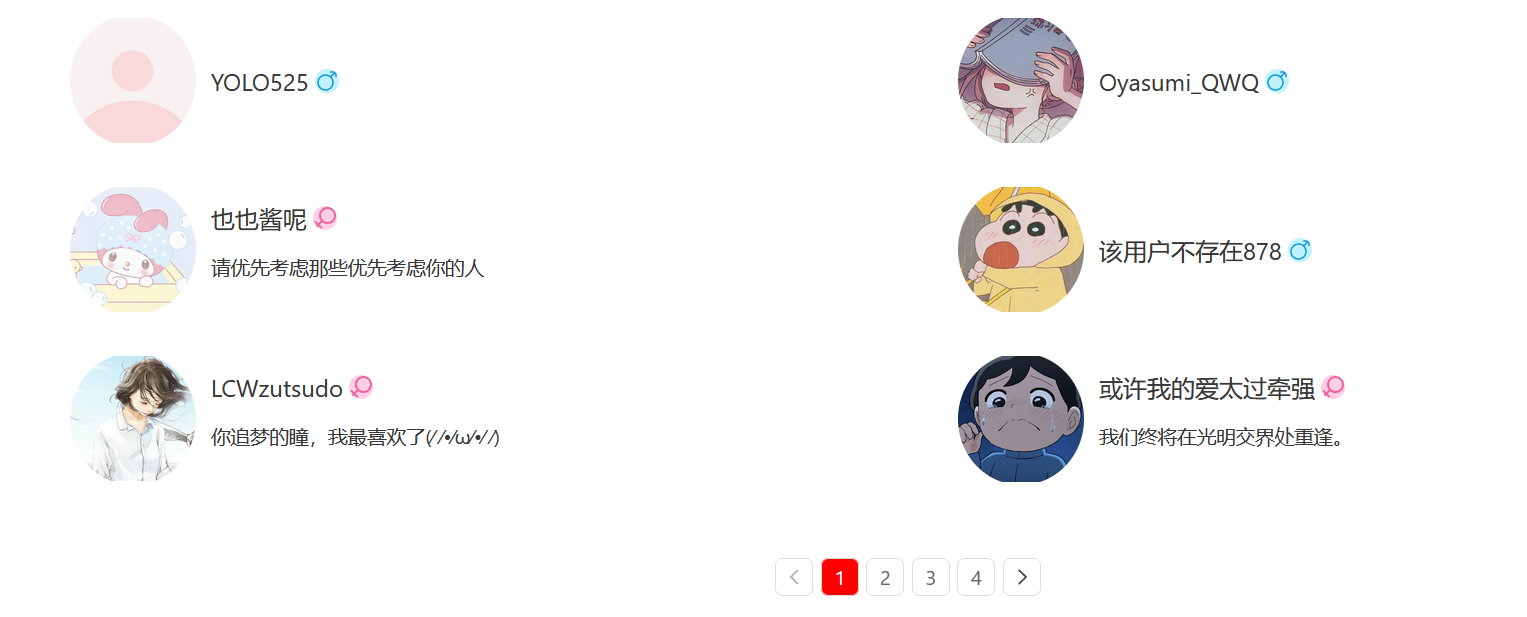 YOLO525
Oyasumi_QWQ
也也酱呢
请优先考虑那些优先考虑你的人
该用户不存在878
LCWzutsudo
你追梦的瞳，我最喜欢了(//•/ω/•//)
或许我的爱太过牵强
我们终将在光明交界处重逢。
1 2 3 4